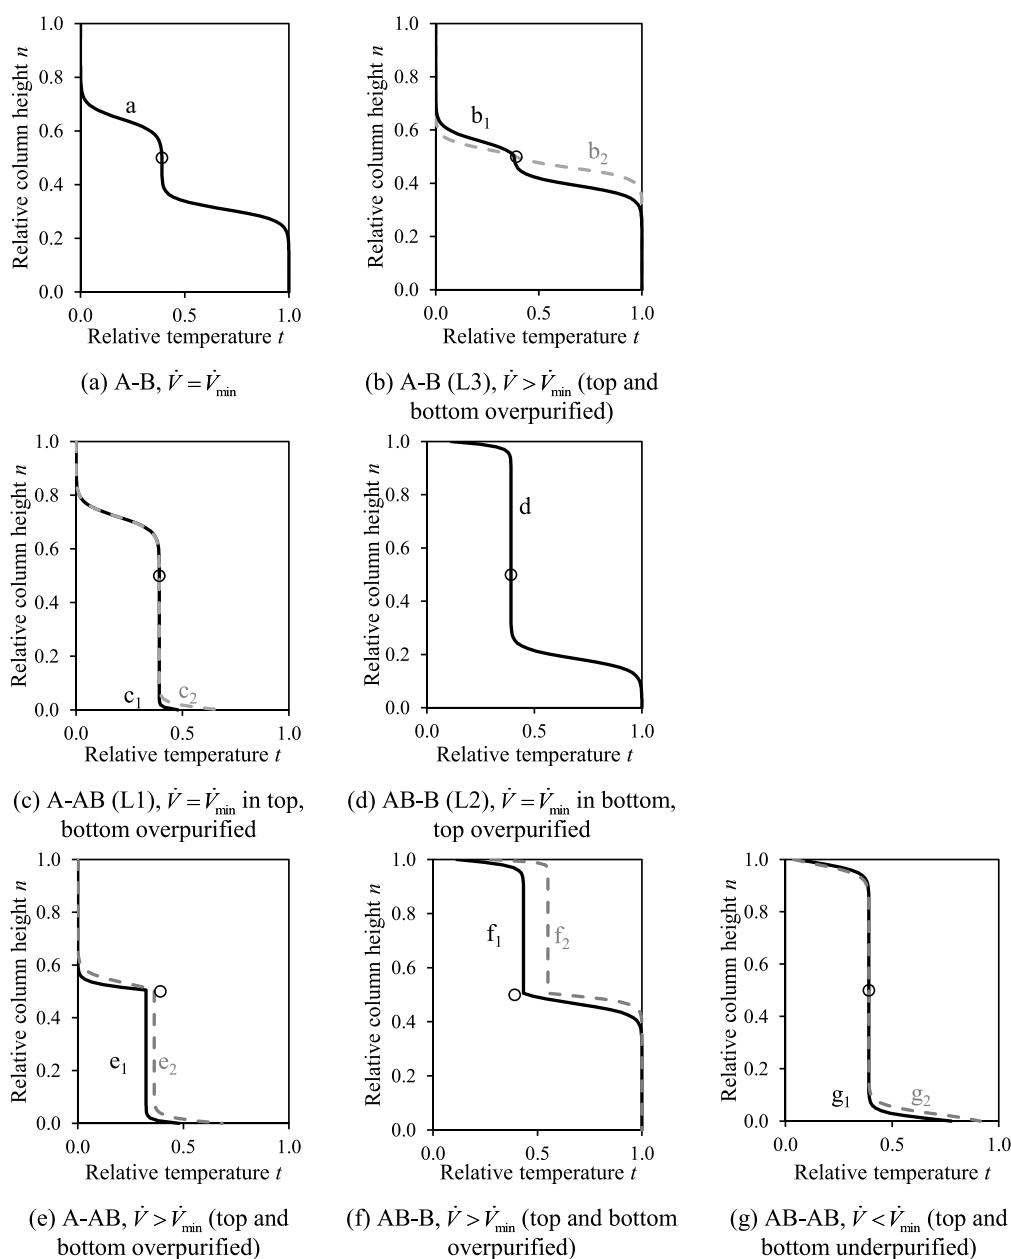 Relative column height n
1.0
0.8
0.6
0.4
0.2
0.0
a
0.0
0.5
1.0
Relative temperature t
(a) A-B, V̇ = V̇min
Relative column height n
1.0
0.8
0.6
0.4
0.2
0.0
b1
b2
0.0
0.5
1.0
Relative temperature t
(b) A-B (L3), V̇ > V̇min (top and
bottom overpurified)
Relative column height n
1.0
0.8
0.6
0.4
0.2
0.0
c1
c2
0.0
0.5
1.0
Relative temperature t
(c) A-AB (L1), V̇ = V̇min in top,
bottom overpurified
Relative column height n
1.0
0.8
0.6
0.4
0.2
0.0
d
0.0
0.5
1.0
Relative temperature t
(d) AB-B (L2), V̇ = V̇min in bottom,
top overpurified
Relative column height n
1.0
0.8
0.6
0.4
0.2
0.0
e1
e2
0.0
0.5
1.0
Relative temperature t
(e) A-AB, V̇ > V̇min (top and
bottom overpurified)
Relative column height n
1.0
0.8
0.6
0.4
0.2
0.0
f1
f2
0.0
0.5
1.0
Relative temperature t
(f) AB-B, V̇ > V̇min (top and bottom
overpurified)
Relative column height n
1.0
0.8
0.6
0.4
0.2
0.0
g1
g2
0.0
0.5
1.0
Relative temperature t
(g) AB-AB, V̇ < V̇min (top and
bottom underpurified)